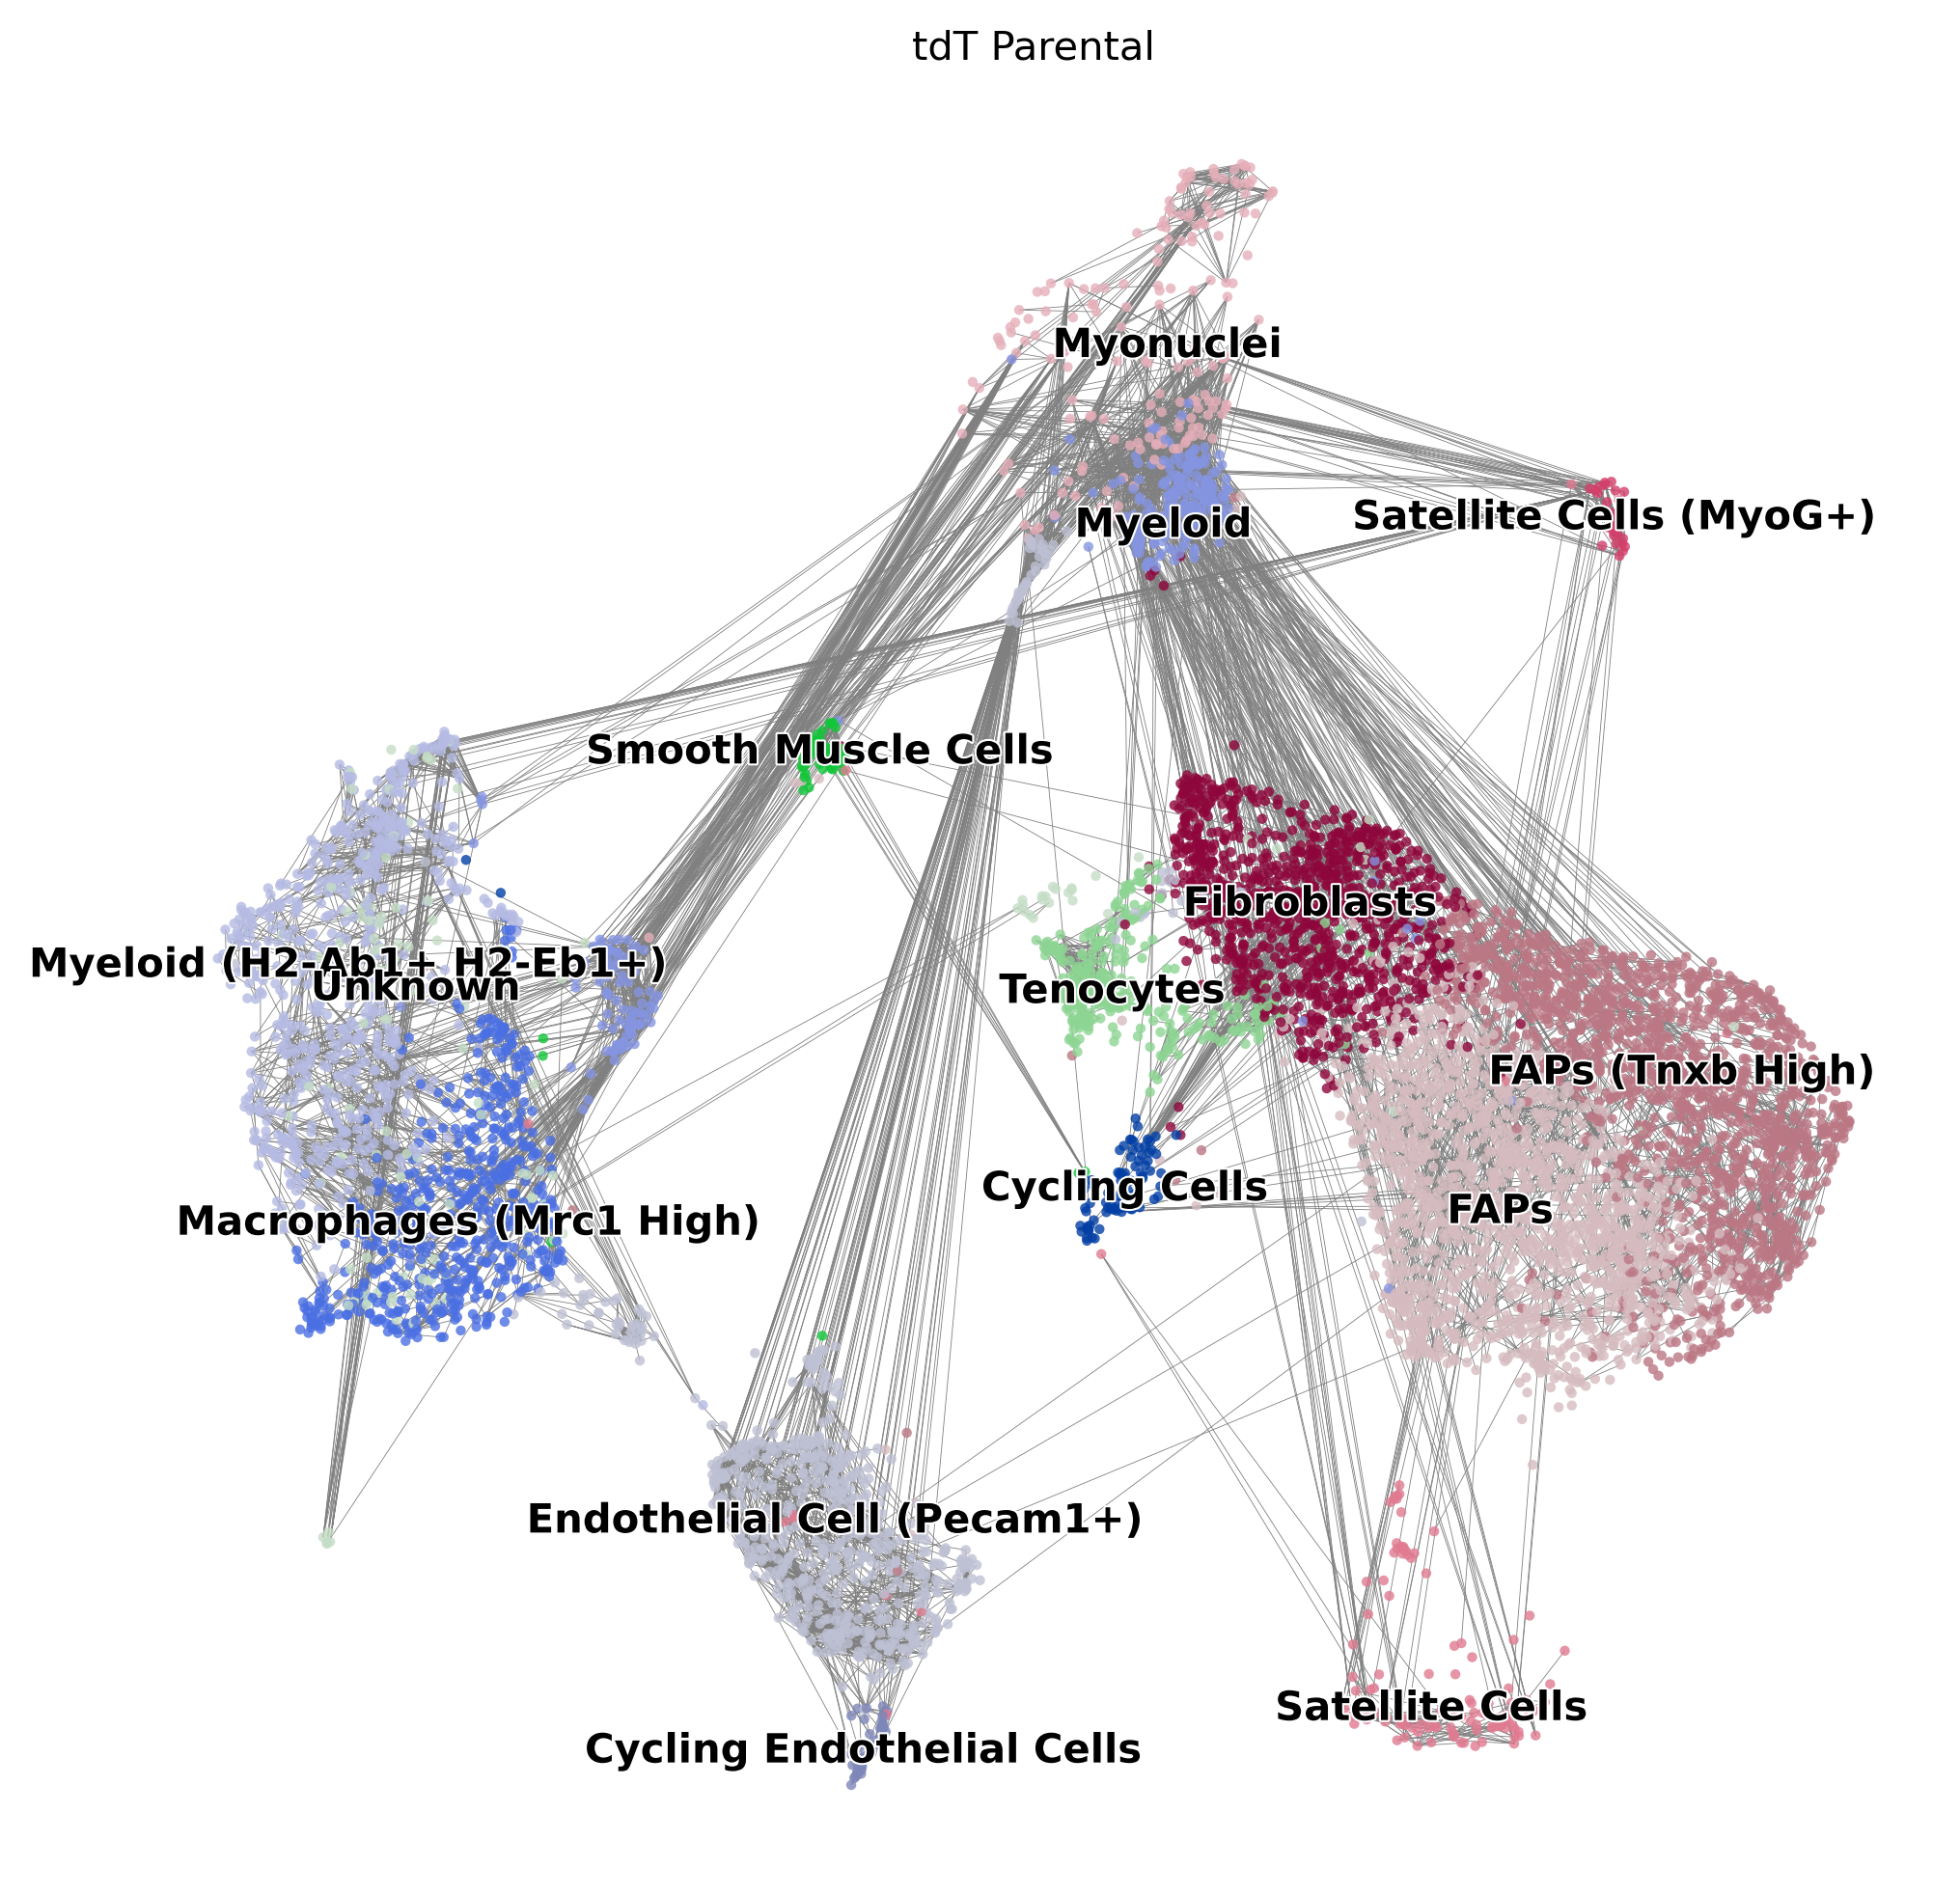 tdT Parental
Myonuclei
Satellite Cells (MyoG+)
Myeloid
Smooth Muscle Cells
Fibroblasts
Myeloid (H2-Ab1+ H2-Eb1+)
Unknown
Tenocytes
FAPs (Tnxb High)
Cycling Cells
FAPs
Macrophages (Mrc1 High)
Endothelial Cell (Pecam1+)
Satellite Cells
Cycling Endothelial Cells